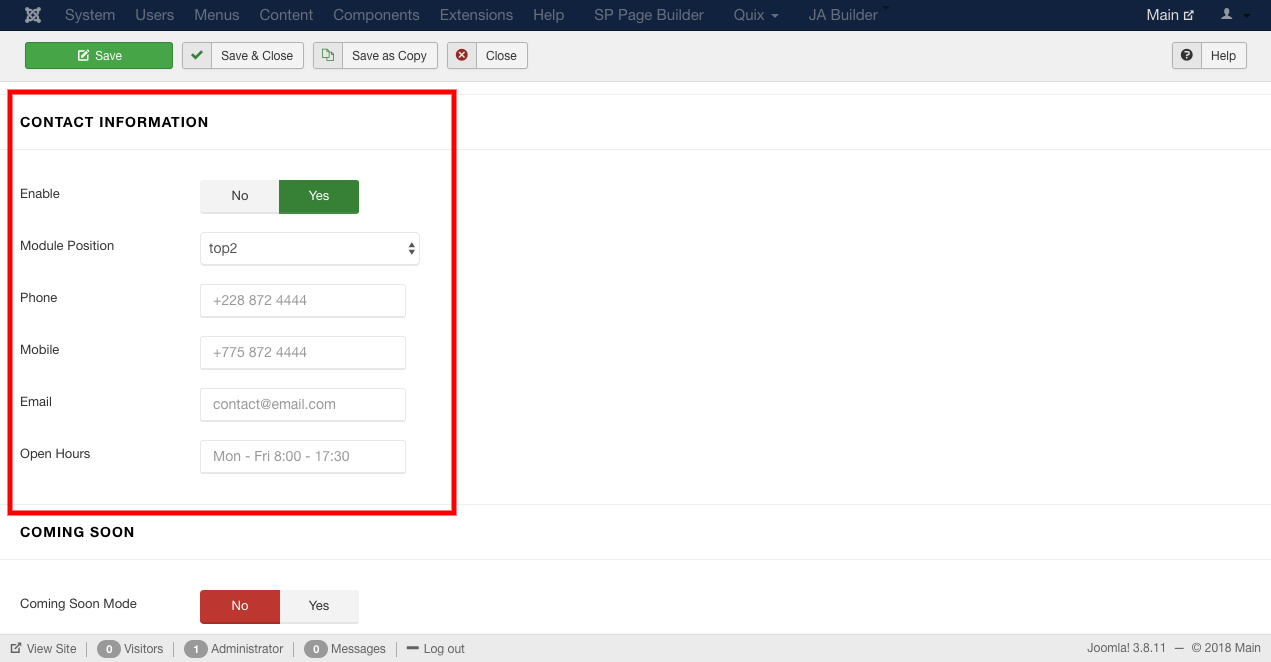 System Users Menus Content Components Extensions Help SP Page Builder Quix JA Builder Main
Save Save & Close Save as Copy Close Help
CONTACT INFORMATION
Enable No Yes
Module Position top2
Phone +228 872 4444
Mobile +775 872 4444
Email contact@email.com
Open Hours Mon - Fri 8:00 - 17:30
COMING SOON
Coming Soon Mode No Yes
View Site 0 Visitors 1 Administrator 0 Messages Log out Joomla! 3.8.11 — © 2018 Main